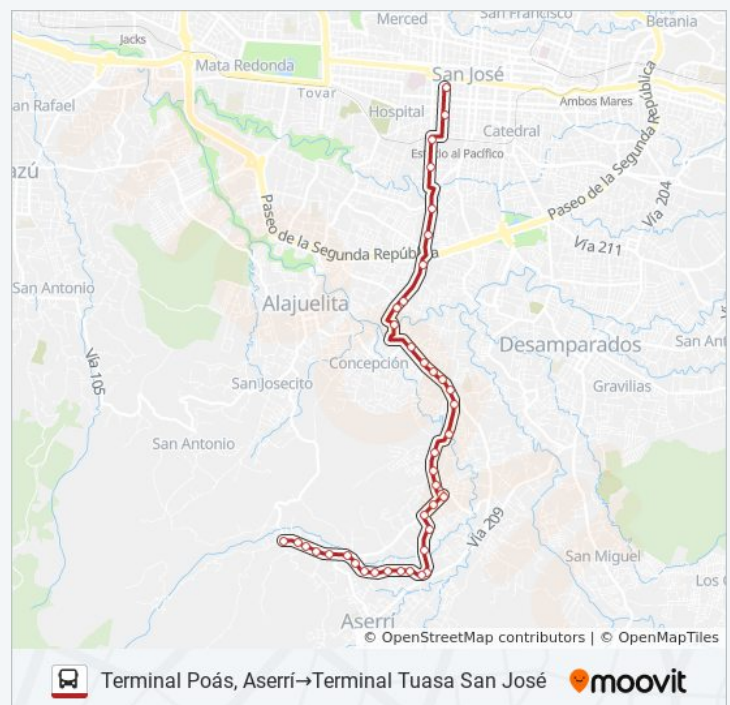 Merced
San Francisco
Betania
Jacks
Mata Redonda
San José
Tovar
an Rafael
Hospital
Ambos Mares
Catedral
Estacio al Pacífico
azú
Paseo de la Segunda República
Vía 204
Paseo de la Segunda República
Vía 211
San Antonio
Alajuelita
Desamparados
San Ant
Vía 105
Concepción
San Josecito
Gravilias
San Antonio
Vía 209
San Miguel
Los
Aserrí
© OpenStreetMap contributors | © OpenMapTiles
Terminal Poás, Aserrí→Terminal Tuasa San José
moovit